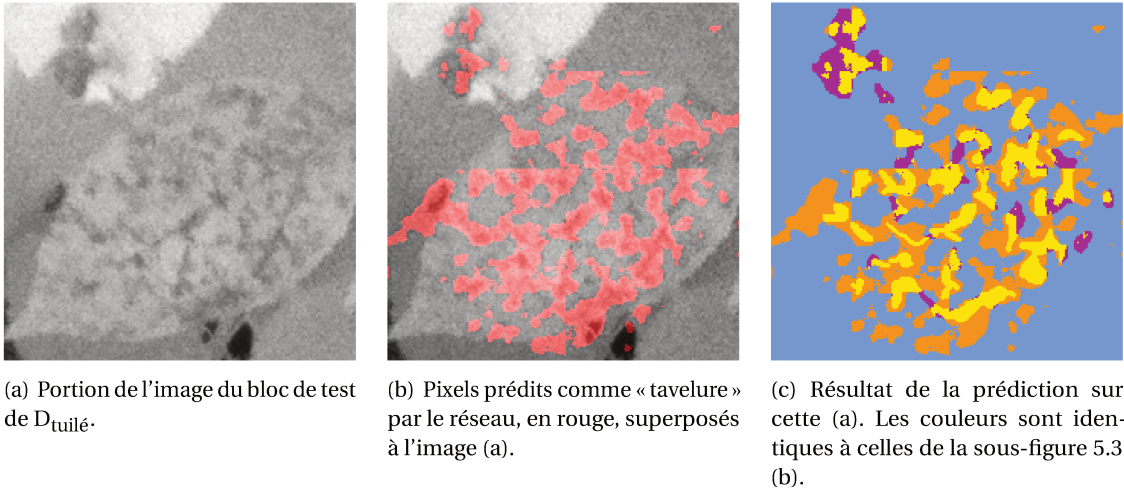 (a) Portion de l'image du bloc de test
de Dtuilé.
(b) Pixels prédits comme « tavelure »
par le réseau, en rouge, superposés
à l'image (a).
(c) Résultat de la prédiction sur
cette (a). Les couleurs sont iden-
tiques à celles de la sous-figure 5.3
(b).